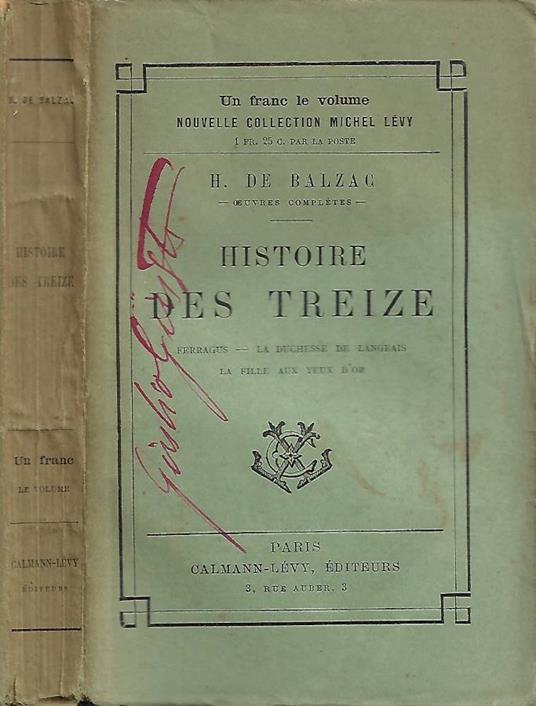 H. DE BALZAC
HISTOIRE
DES TREIZE
Un franc
LE VOLUME
CALMANN-LÉVY
ÉDITEURS
Un franc le volume
NOUVELLE COLLECTION MICHEL LÉVY
1 FR. 25 C. PAR LA POSTE
H. DE BALZAC
— ŒUVRES COMPLÈTES —
HISTOIRE
DES TREIZE
FERRAGUS — LA DUCHESSE DE LANGEAIS
LA FILLE AUX YEUX D'OR
PARIS
CALMANN-LÉVY, ÉDITEURS
3, RUE AUBER, 3